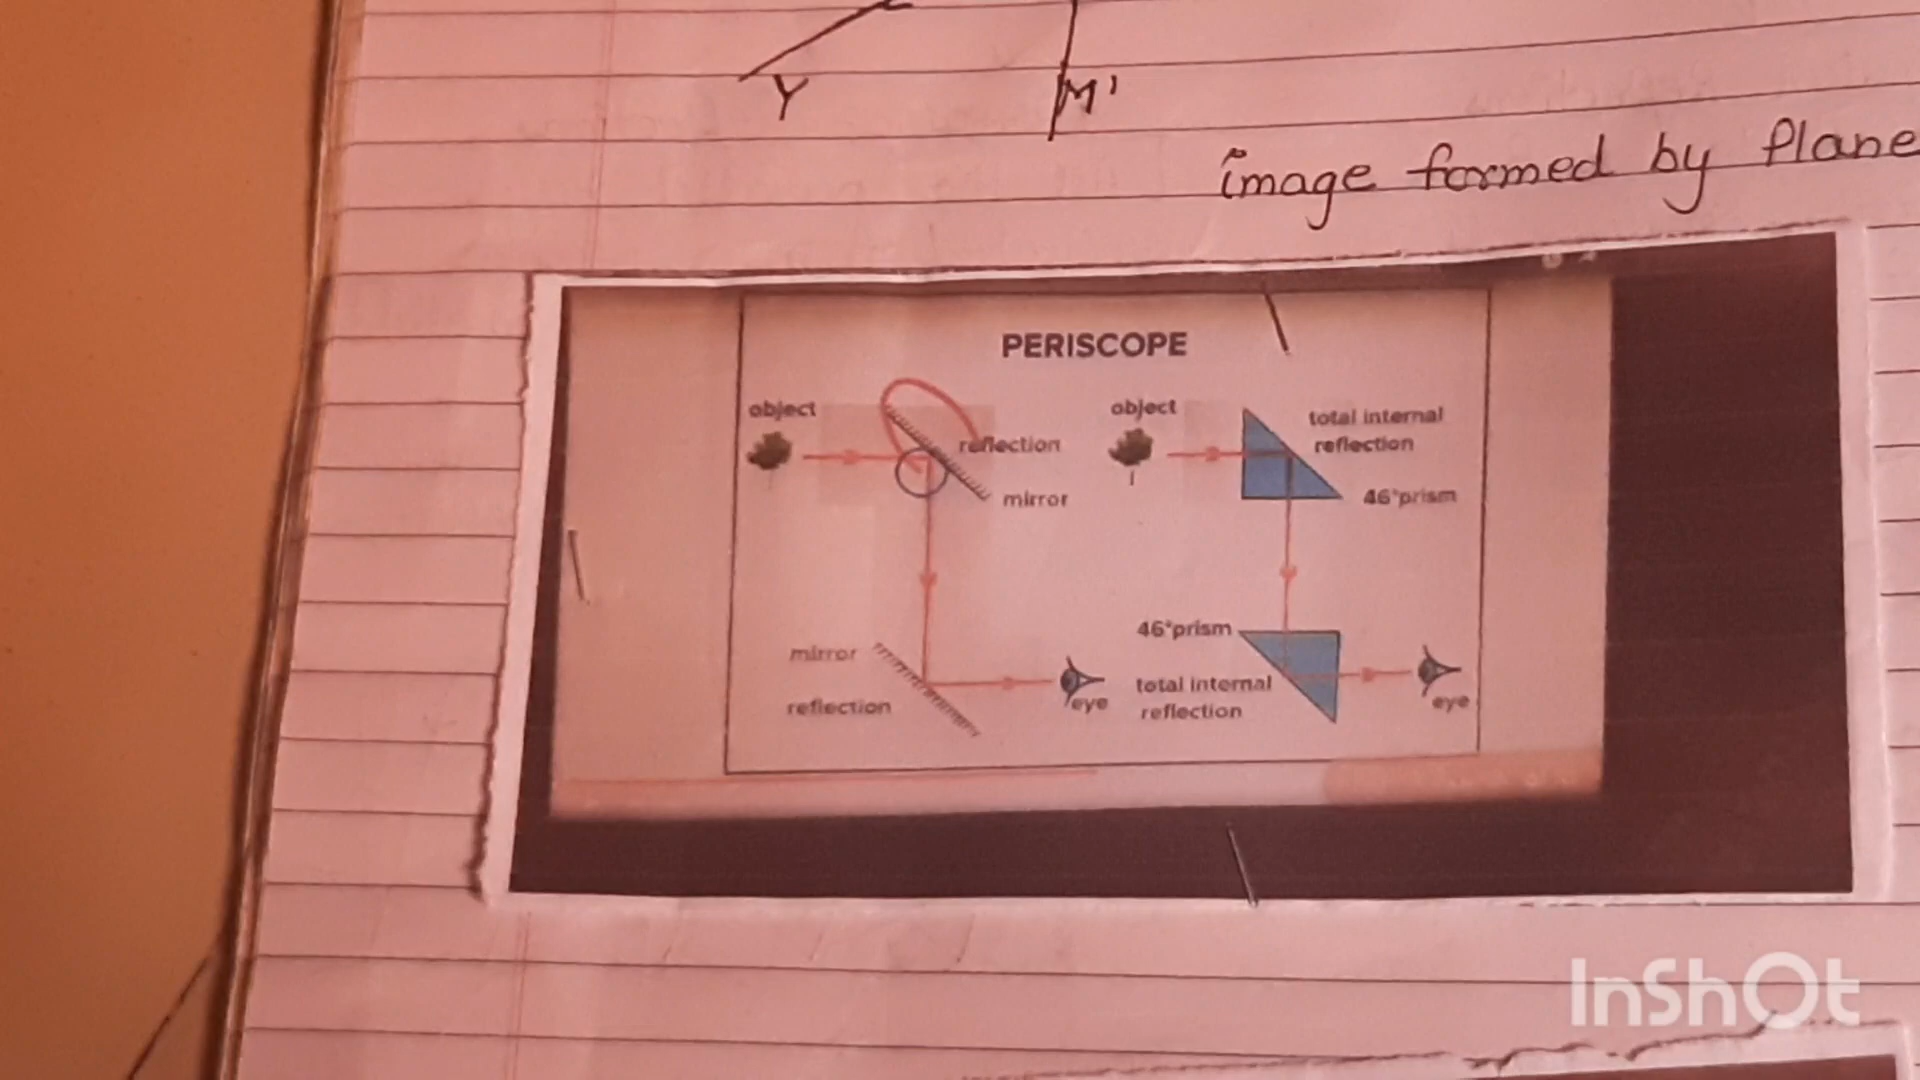 Y
M'
image formed by Plane
PERISCOPE
object
reflection
mirror
mirror
reflection
eye
object
total internal
reflection
46°prism
46°prism
total internal
reflection
eye
InShOt